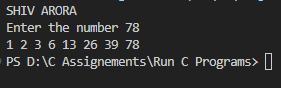 SHIV ARORA
Enter the number 78
1 2 3 6 13 26 39 78
PS D:\C Assignements\Run C Programs>